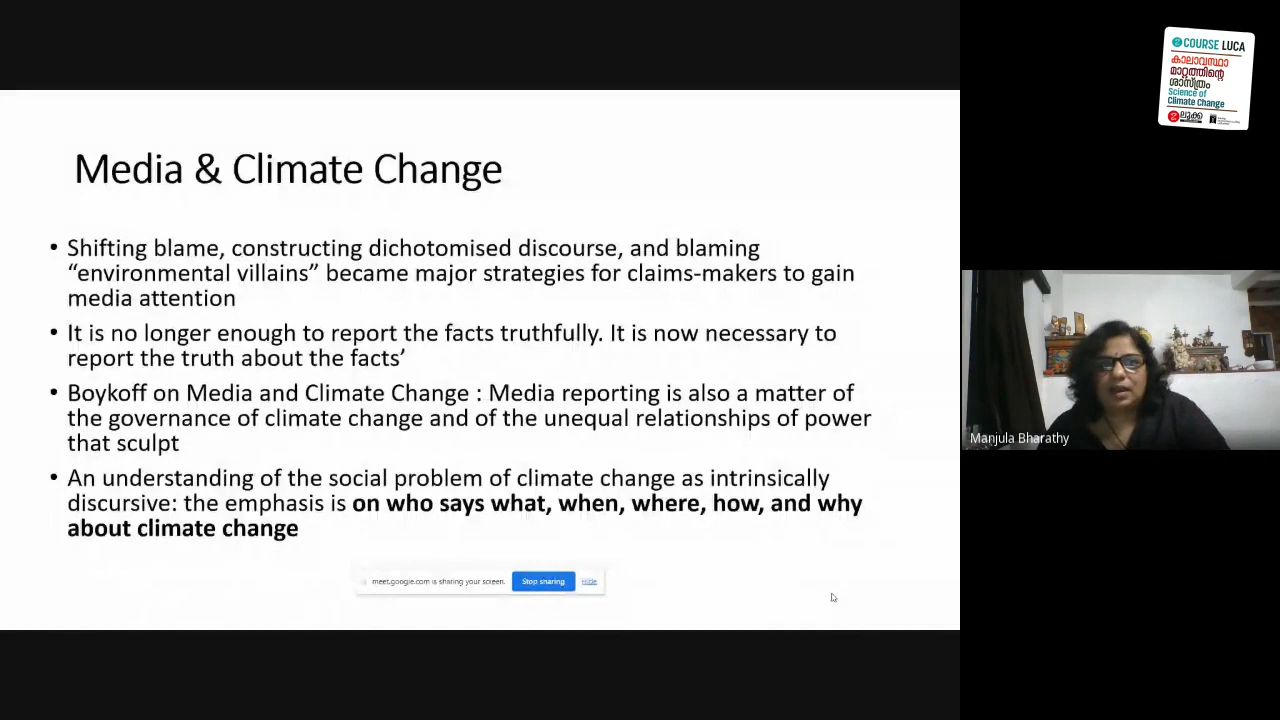 Media & Climate Change
• Shifting blame, constructing dichotomised discourse, and blaming
“environmental villains” became major strategies for claims-makers to gain
media attention
• It is no longer enough to report the facts truthfully. It is now necessary to
report the truth about the facts’
• Boykoff on Media and Climate Change : Media reporting is also a matter of
the governance of climate change and of the unequal relationships of power
that sculpt
• An understanding of the social problem of climate change as intrinsically
discursive: the emphasis is on who says what, when, where, how, and why
about climate change
meet.google.com is sharing your screen. Stop sharing Hide
COURSE LUCA
കാലാവസ്ഥാ
മാറ്റത്തിന്റെ
ശാസ്ത്രം
Science of
Climate Change
ലൂക്ക
Manjula Bharathy